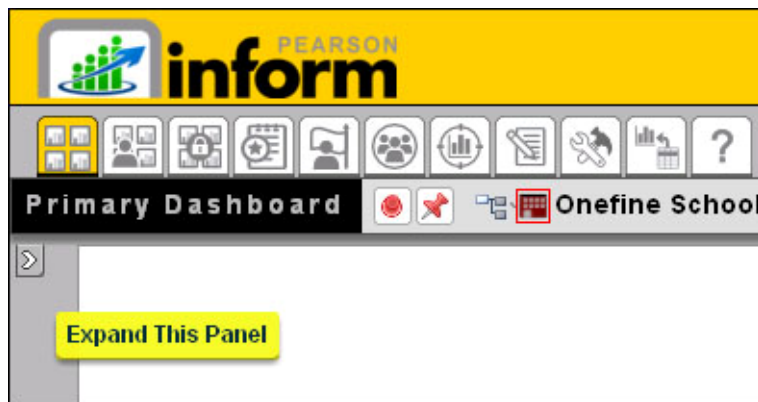 PEARSON
inform
?
Primary Dashboard
Onefine School
Expand This Panel